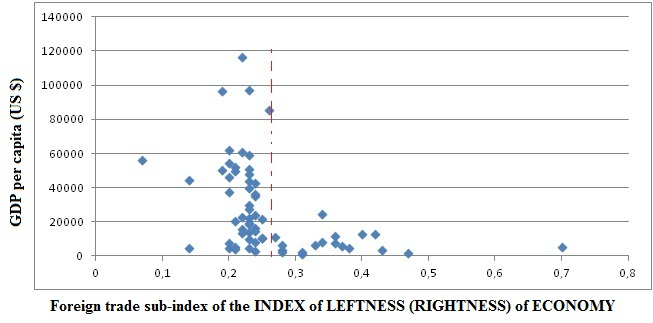 140000
120000
100000
80000
60000
40000
20000
0
GDP per capita (US $)
0 0,1 0,2 0,3 0,4 0,5 0,6 0,7 0,8
Foreign trade sub-index of the INDEX of LEFTNESS (RIGHTNESS) of ECONOMY